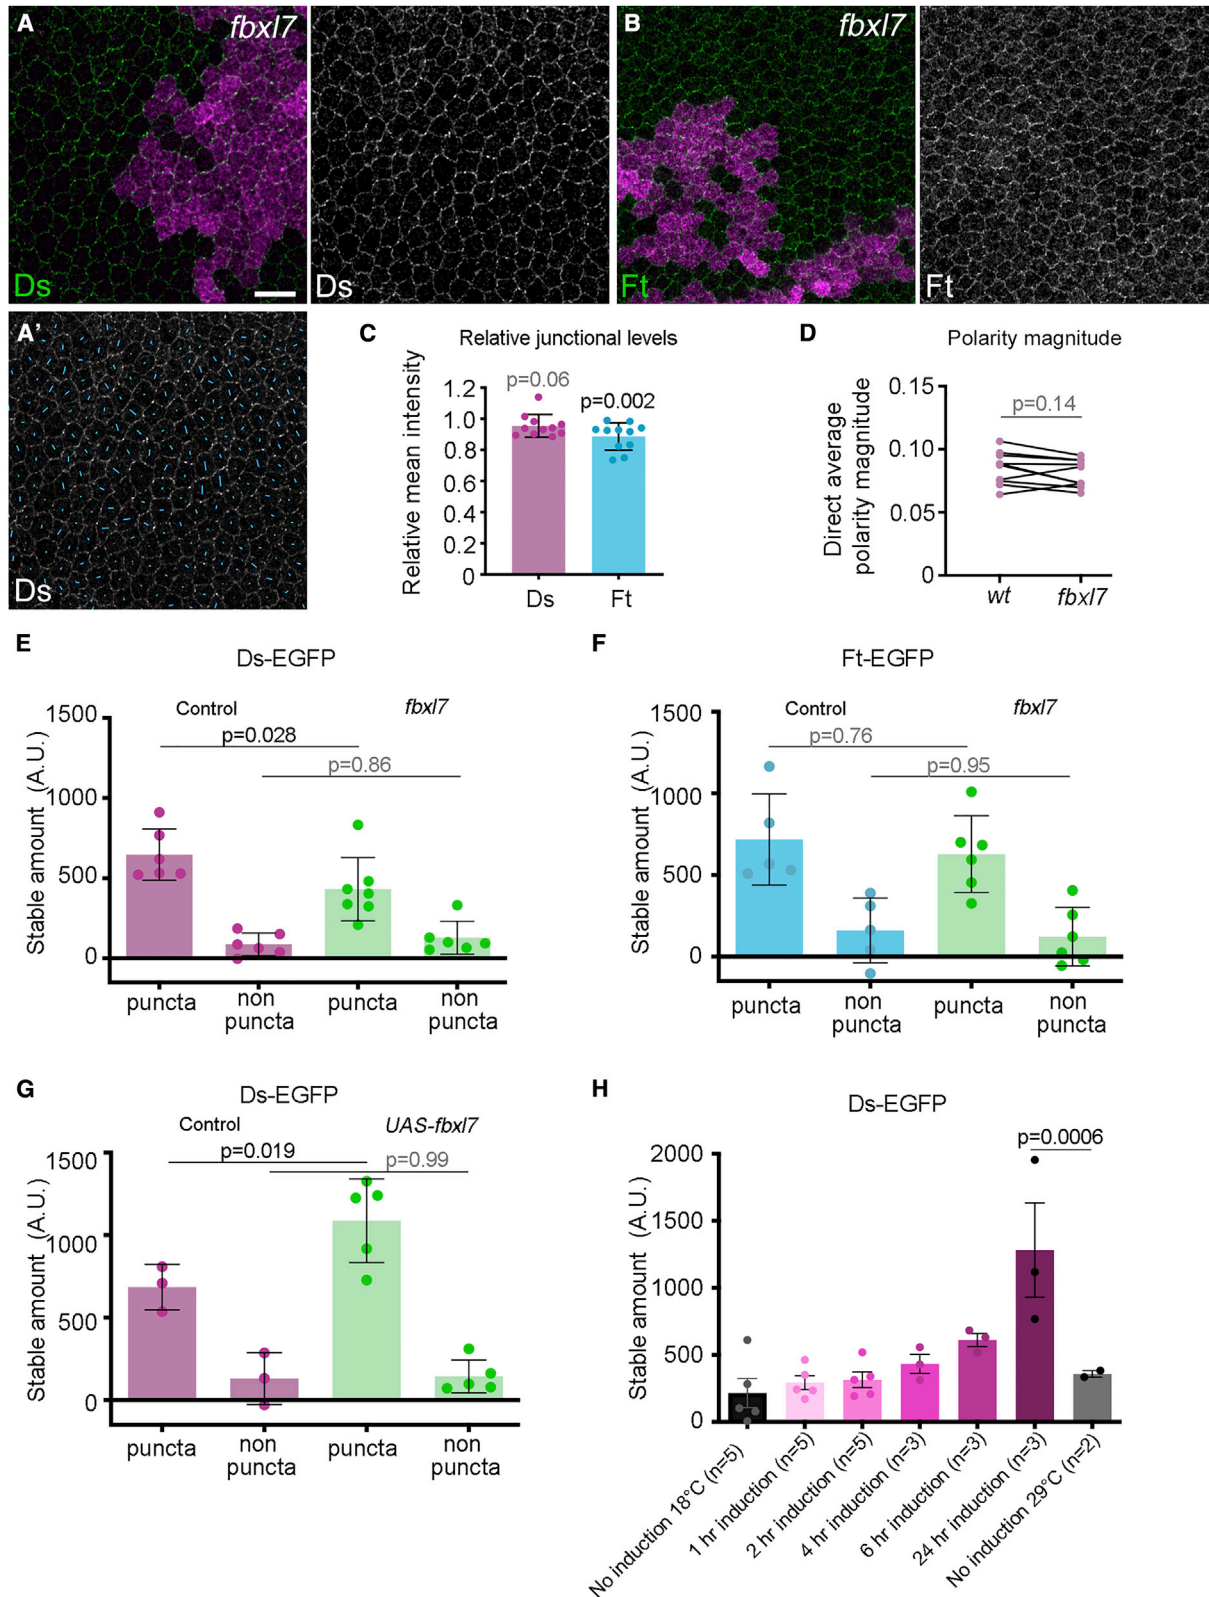 A
fbxl7
Ds
Ds
B
fbxl7
Ft
Ft
A'
Ds
C
Relative junctional levels
Relative mean intensity
p=0.06
p=0.002
1.2
1.0
0.8
0.6
0.4
0.2
0
Ds
Ft
D
Polarity magnitude
Direct average
polarity magnitude
0.15
0.10
0.05
0
p=0.14
wt
fbxl7
E
Ds-EGFP
Control
fbxl7
Stable amount (A.U.)
1500
1000
500
0
p=0.028
p=0.86
puncta
non
puncta
puncta
non
puncta
F
Ft-EGFP
Control
fbxl7
Stable amount (A.U.)
1500
1000
500
0
p=0.76
p=0.95
puncta
non
puncta
puncta
non
puncta
G
Ds-EGFP
Control
UAS-fbxl7
Stable amount (A.U.)
1500
1000
500
0
p=0.019
p=0.99
puncta
non
puncta
puncta
non
puncta
H
Ds-EGFP
p=0.0006
Stable amount (A.U.)
2000
1500
1000
500
0
No induction 18°C (n=5)
1 hr induction (n=5)
2 hr induction (n=5)
4 hr induction (n=3)
6 hr induction (n=3)
24 hr induction (n=3)
No induction 29°C (n=2)